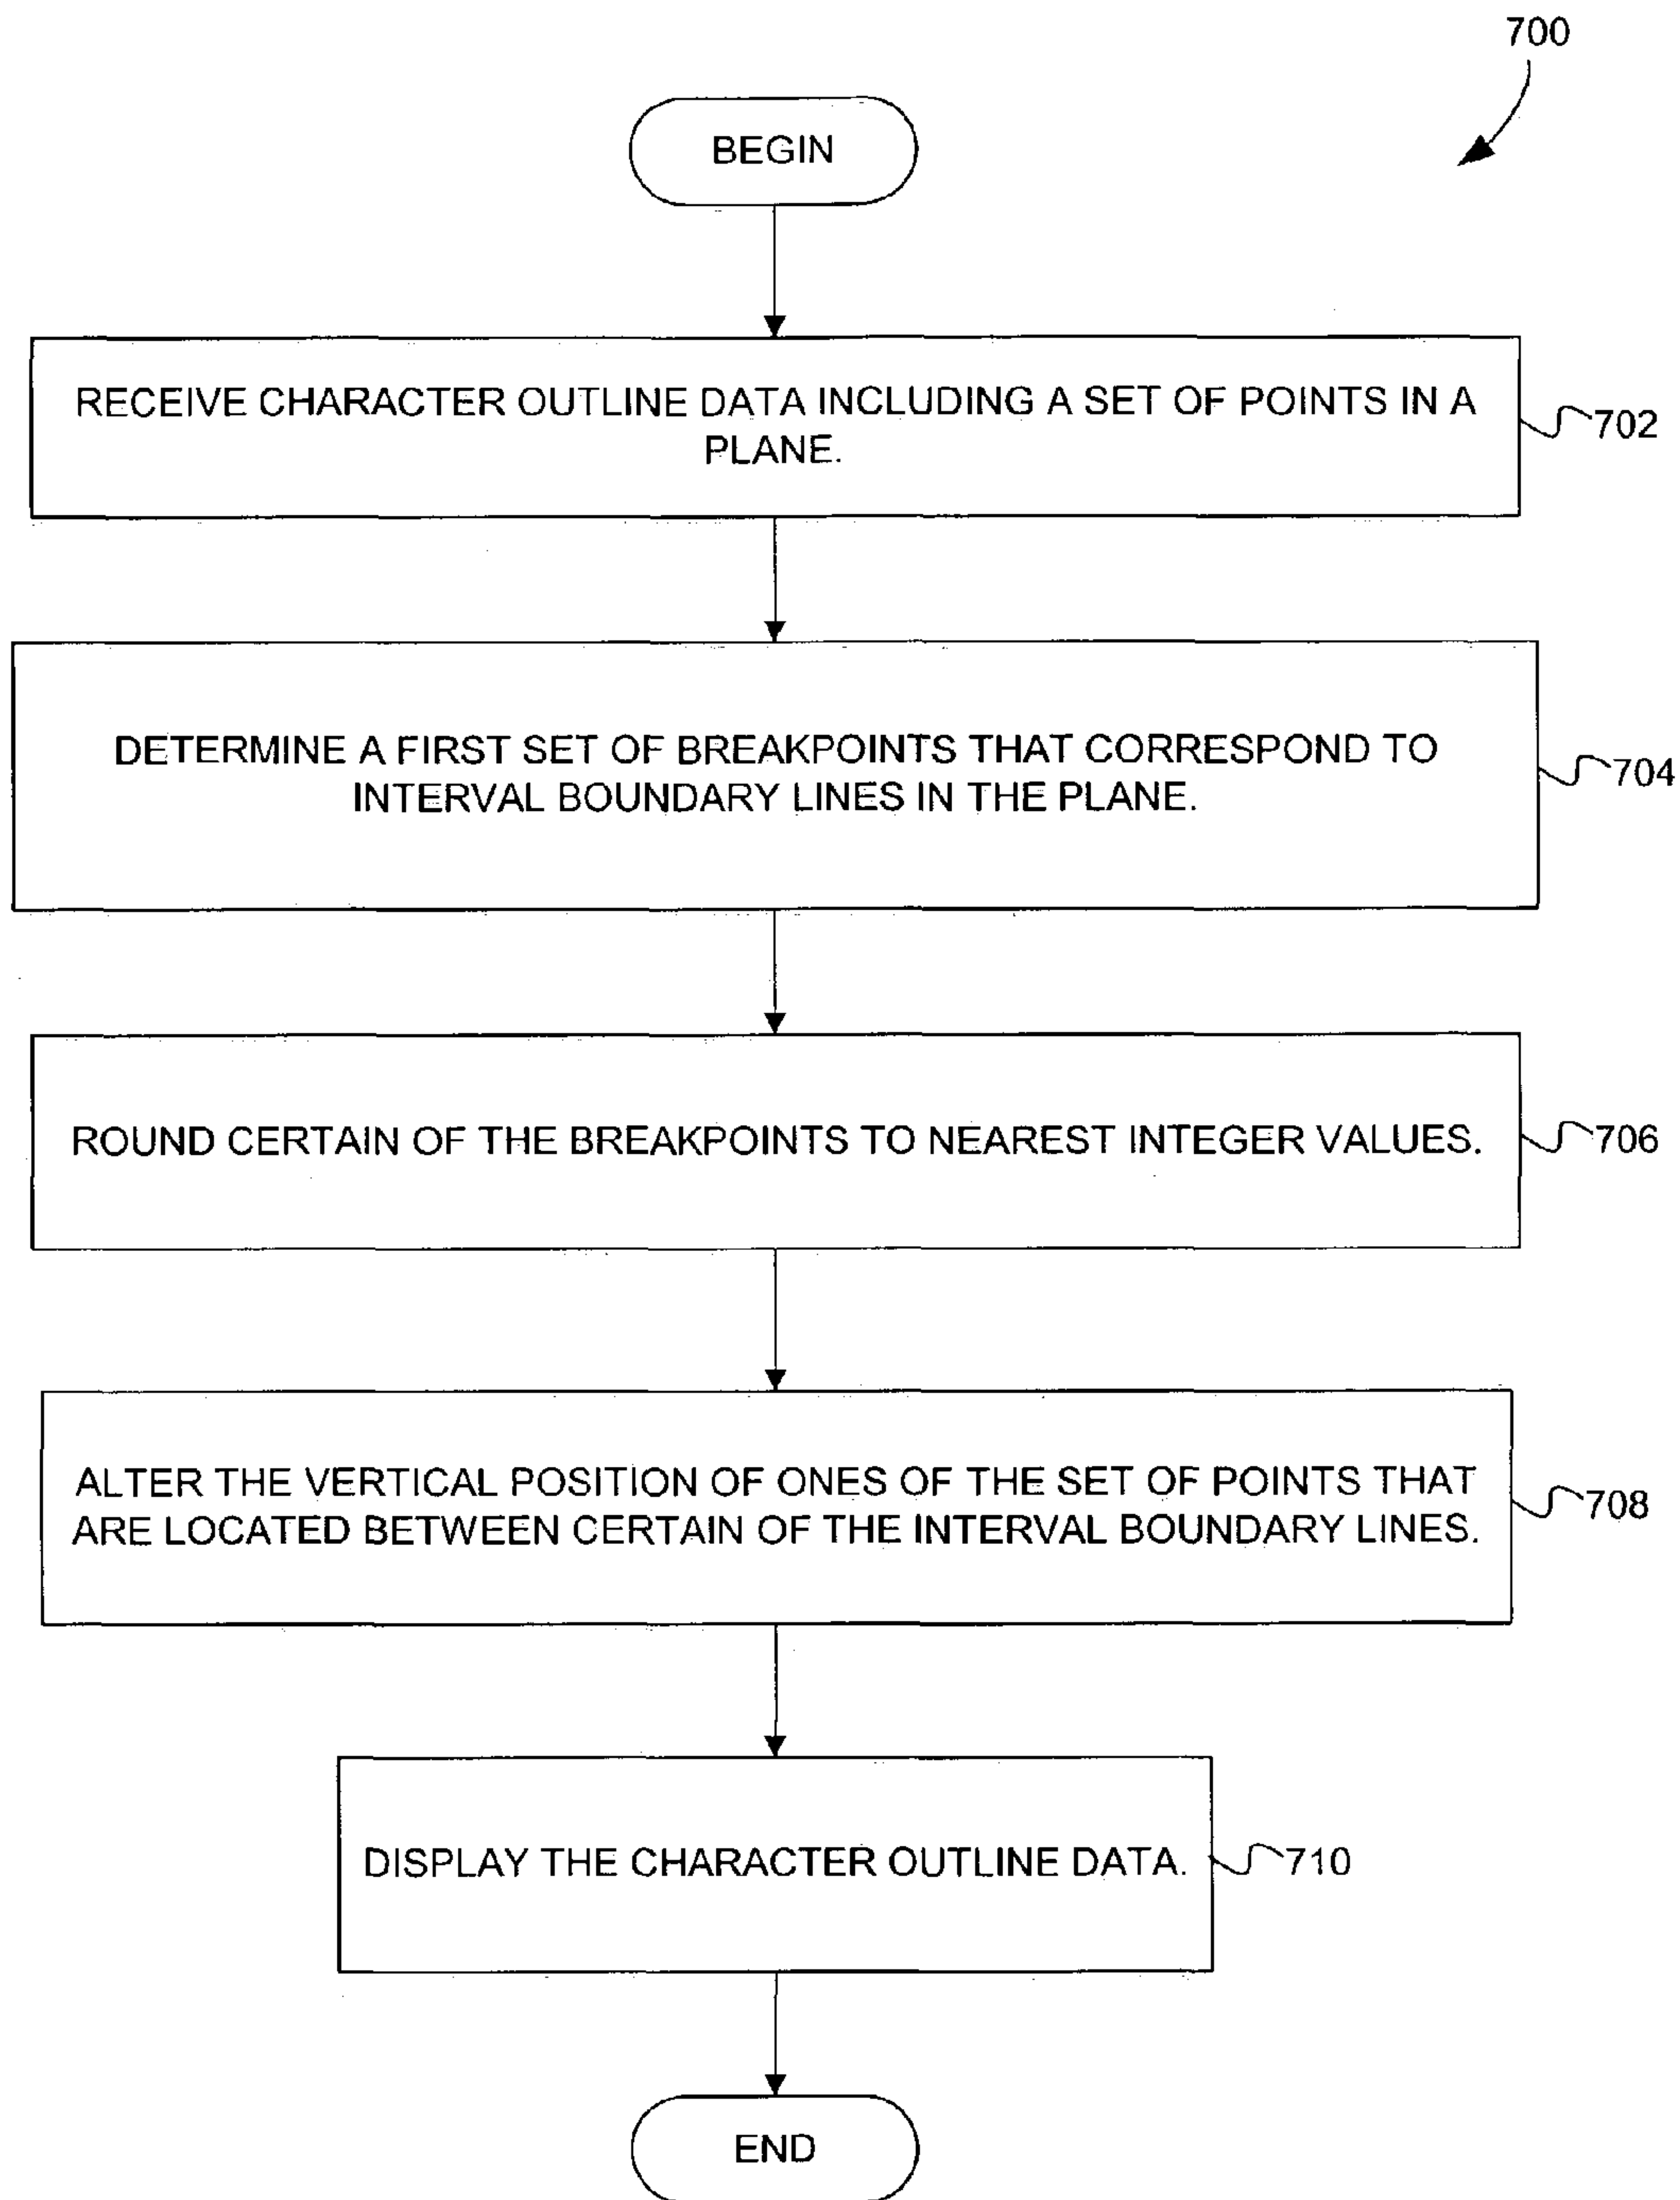 700
BEGIN
RECEIVE CHARACTER OUTLINE DATA INCLUDING A SET OF POINTS IN A
PLANE.
702
DETERMINE A FIRST SET OF BREAKPOINTS THAT CORRESPOND TO
INTERVAL BOUNDARY LINES IN THE PLANE.
704
ROUND CERTAIN OF THE BREAKPOINTS TO NEAREST INTEGER VALUES.
706
ALTER THE VERTICAL POSITION OF ONES OF THE SET OF POINTS THAT
ARE LOCATED BETWEEN CERTAIN OF THE INTERVAL BOUNDARY LINES.
708
DISPLAY THE CHARACTER OUTLINE DATA.
710
END